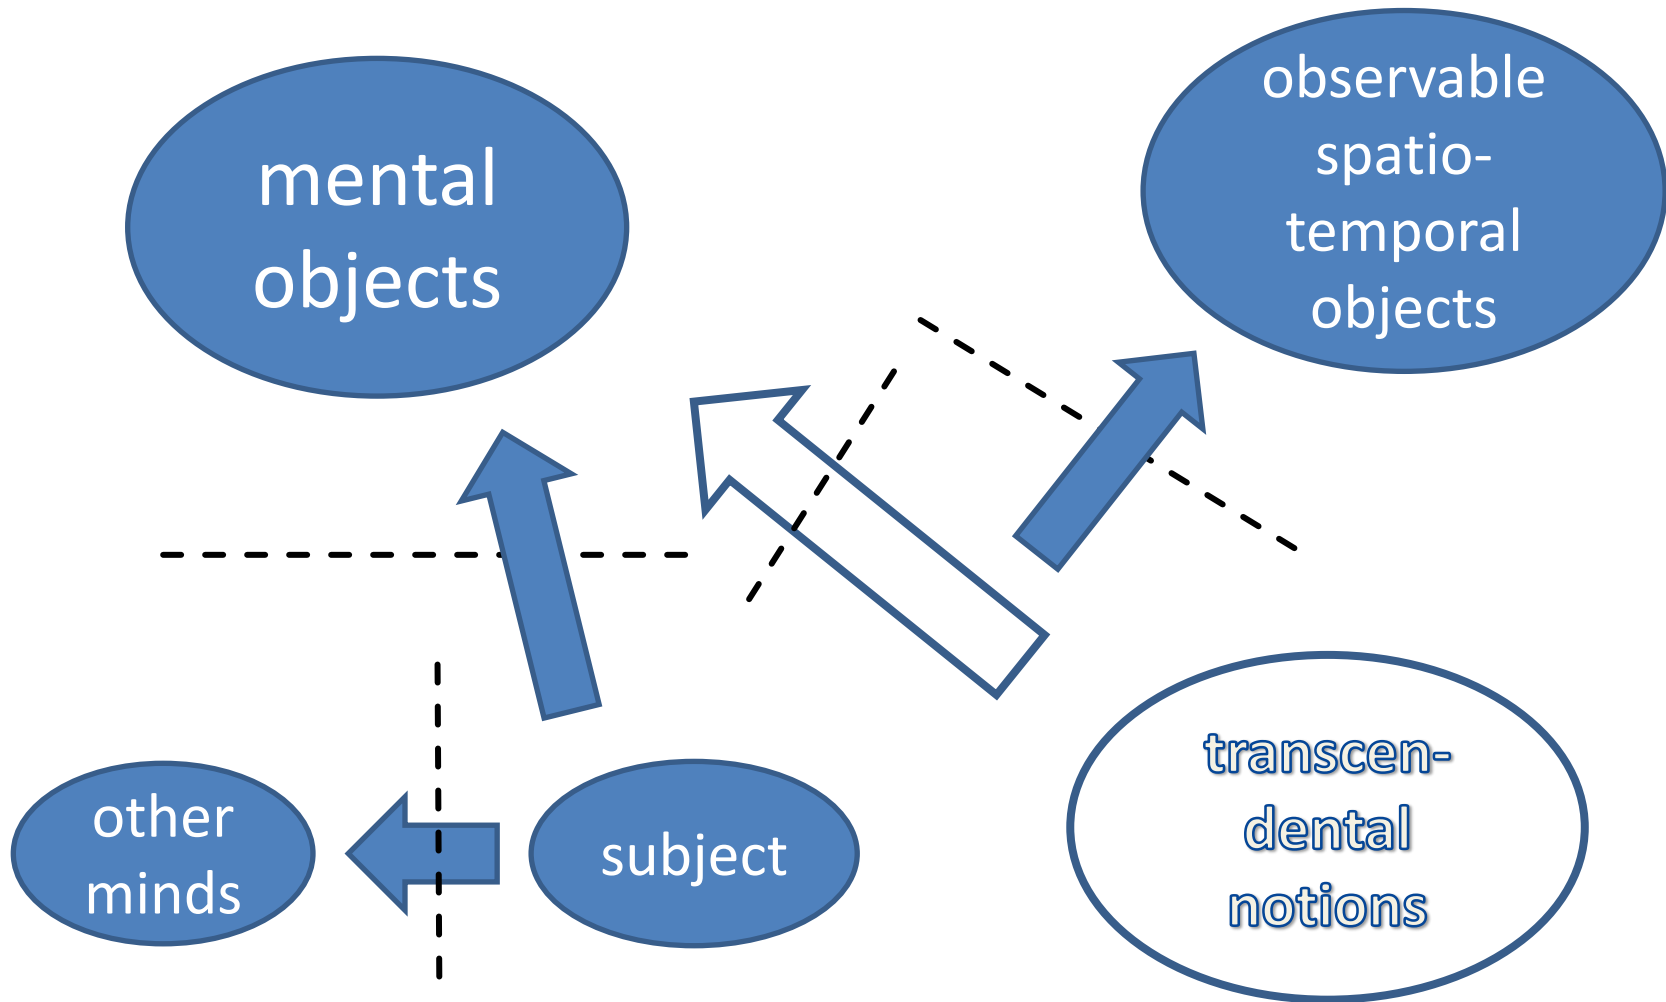 mental
objects
observable
spatio-
temporal
objects
other
minds
subject
transcen-
dental
notions